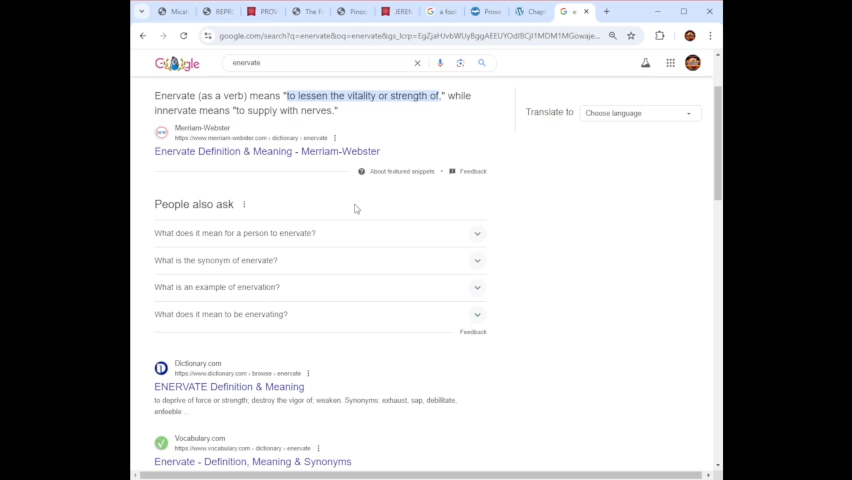 Micah
REPR
PROV
The F
Pinoc
JEREM
a fool
Prove
Chapt
e
google.com/search?q=enervate&oq=enervate&gs_lcrp=
Google
enervate
Enervate (as a verb) means "to lessen the vitality or strength of," while
innervate means "to supply with nerves."
Translate to
Choose language
Merriam-Webster
https://www.merriam-webster.com › dictionary › enervate
Enervate Definition & Meaning - Merriam-Webster
About featured snippets • Feedback
People also ask
What does it mean for a person to enervate?
What is the synonym of enervate?
What is an example of enervation?
What does it mean to be enervating?
Feedback
Dictionary.com
https://www.dictionary.com › browse › enervate
ENERVATE Definition & Meaning
to deprive of force or strength; destroy the vigor of; weaken. Synonyms: exhaust, sap, debilitate,
enfeeble ...
Vocabulary.com
https://www.vocabulary.com › dictionary › enervate
Enervate - Definition, Meaning & Synonyms